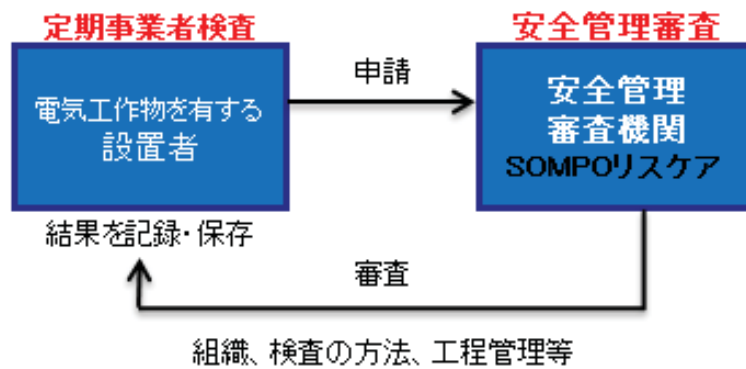 定期事業者検査
安全管理審査
電気工作物を有する
設置者
申請
安全管理
審査機関
SOMPOリスケア
結果を記録・保存
審査
組織、検査の方法、工程管理等